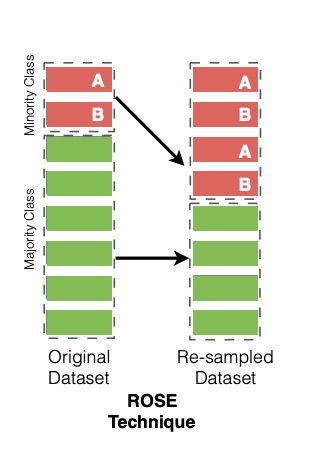 Minority Class
Majority Class
A
B
A
B
A
B
Original
Dataset
Re-sampled
Dataset
ROSE
Technique